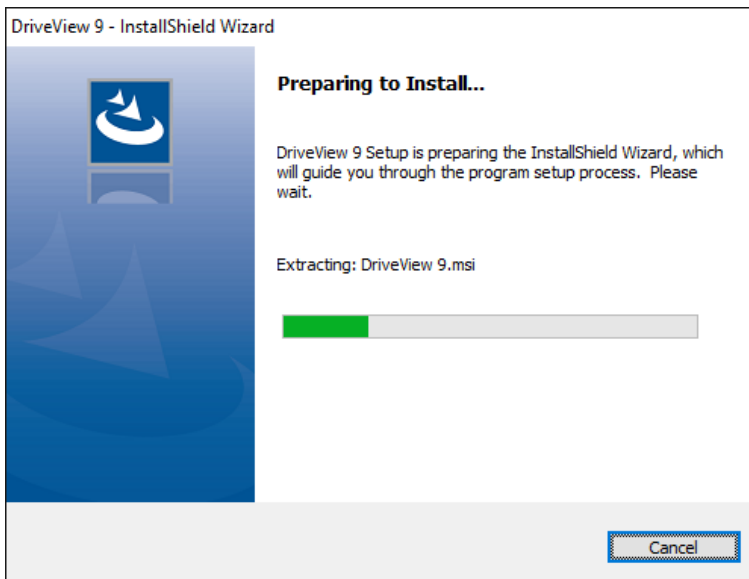 DriveView 9 - InstallShield Wizard
Preparing to Install...
DriveView 9 Setup is preparing the InstallShield Wizard, which
will guide you through the program setup process.  Please
wait.
Extracting: DriveView 9.msi
Cancel